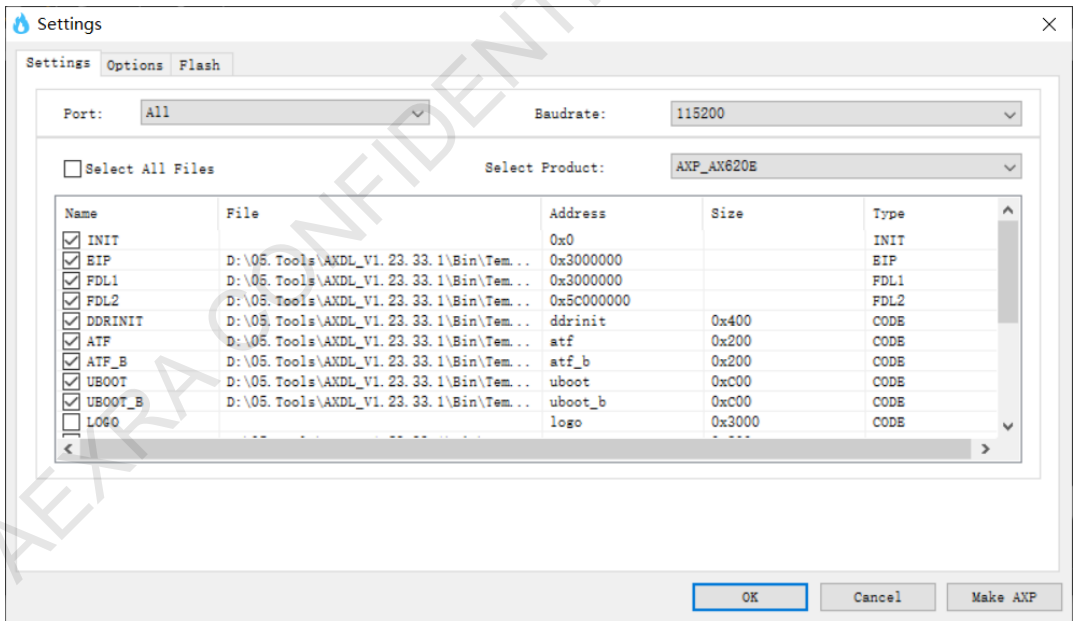 Settings
Settings Options Flash
Port: All Baudrate: 115200
Select All Files Select Product: AXP_AX620E
Name File Address Size Type
INIT 0x0 INIT
EIP D:\05.Tools\AXDL_V1.23.33.1\Bin\Tem... 0x3000000 EIP
FDL1 D:\05.Tools\AXDL_V1.23.33.1\Bin\Tem... 0x3000000 FDL1
FDL2 D:\05.Tools\AXDL_V1.23.33.1\Bin\Tem... 0x5C000000 FDL2
DDRINIT D:\05.Tools\AXDL_V1.23.33.1\Bin\Tem... ddrinit 0x400 CODE
ATF D:\05.Tools\AXDL_V1.23.33.1\Bin\Tem... atf 0x200 CODE
ATF_B D:\05.Tools\AXDL_V1.23.33.1\Bin\Tem... atf_b 0x200 CODE
UBOOT D:\05.Tools\AXDL_V1.23.33.1\Bin\Tem... uboot 0xC00 CODE
UBOOT_B D:\05.Tools\AXDL_V1.23.33.1\Bin\Tem... uboot_b 0xC00 CODE
LOGO logo 0x3000 CODE
OK Cancel Make AXP
AEXRA CONFIDENT